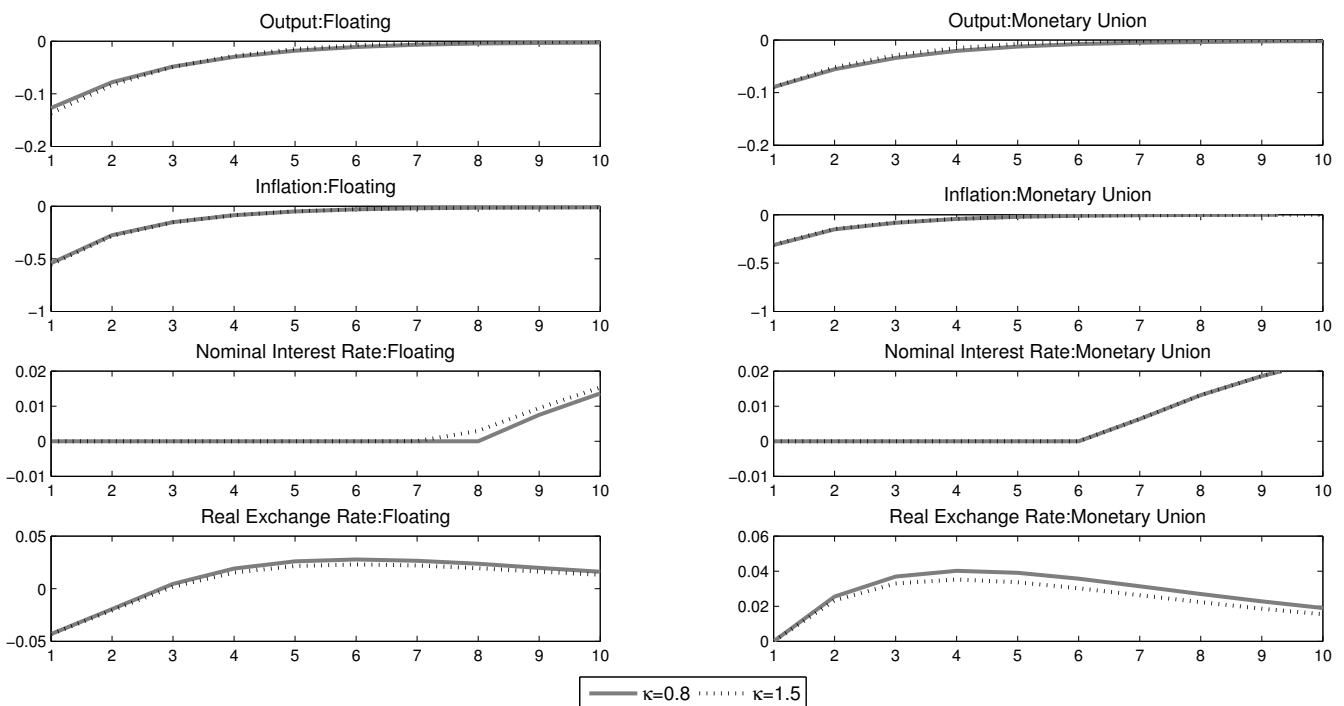 Output:Floating
0
−0.1
−0.2
1 2 3 4 5 6 7 8 9 10
Output:Monetary Union
0
−0.1
−0.2
1 2 3 4 5 6 7 8 9 10
Inflation:Floating
0
−0.5
−1
1 2 3 4 5 6 7 8 9 10
Inflation:Monetary Union
0
−0.5
−1
1 2 3 4 5 6 7 8 9 10
Nominal Interest Rate:Floating
0.02
0.01
0
−0.01
1 2 3 4 5 6 7 8 9 10
Nominal Interest Rate:Monetary Union
0.02
0.01
0
−0.01
1 2 3 4 5 6 7 8 9 10
Real Exchange Rate:Floating
0.05
0
−0.05
1 2 3 4 5 6 7 8 9 10
Real Exchange Rate:Monetary Union
0.06
0.04
0.02
0
1 2 3 4 5 6 7 8 9 10
κ=0.8 κ=1.5